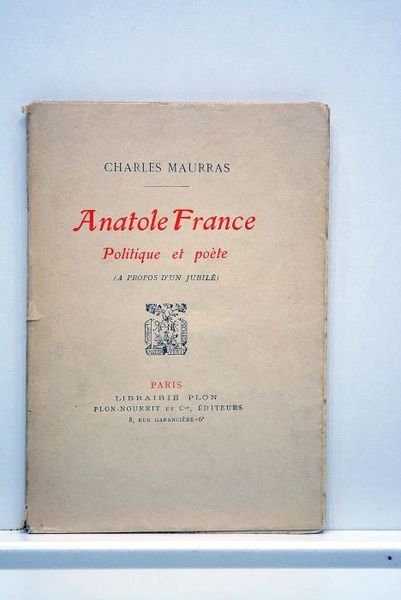 CHARLES MAURRAS
Anatole France
Politique et poète
(A PROPOS D'UN JUBILÉ)
PARIS
LIBRAIRIE PLON
PLON-NOURRIT ET Cie, ÉDITEURS
8, RUE GARANCIÈRE-6e